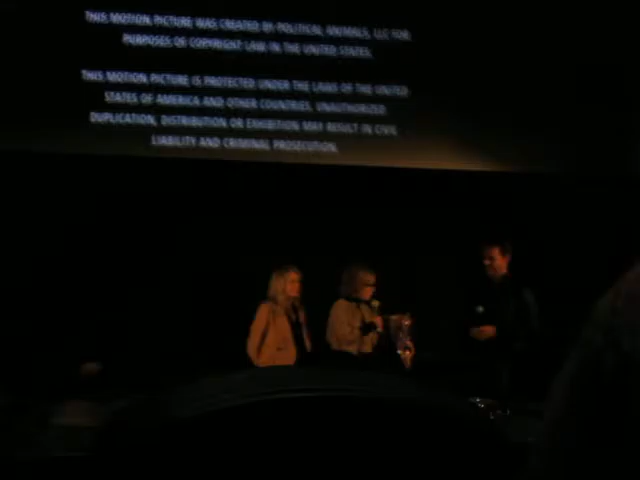 THIS MOTION PICTURE WAS CREATED BY POLITICAL ANIMALS, LLC FOR
PURPOSES OF COPYRIGHT LAW IN THE UNITED STATES.
THIS MOTION PICTURE IS PROTECTED UNDER THE LAWS OF THE UNITED
STATES OF AMERICA AND OTHER COUNTRIES. UNAUTHORIZED
DUPLICATION, DISTRIBUTION OR EXHIBITION MAY RESULT IN CIVIL
LIABILITY AND CRIMINAL PROSECUTION.